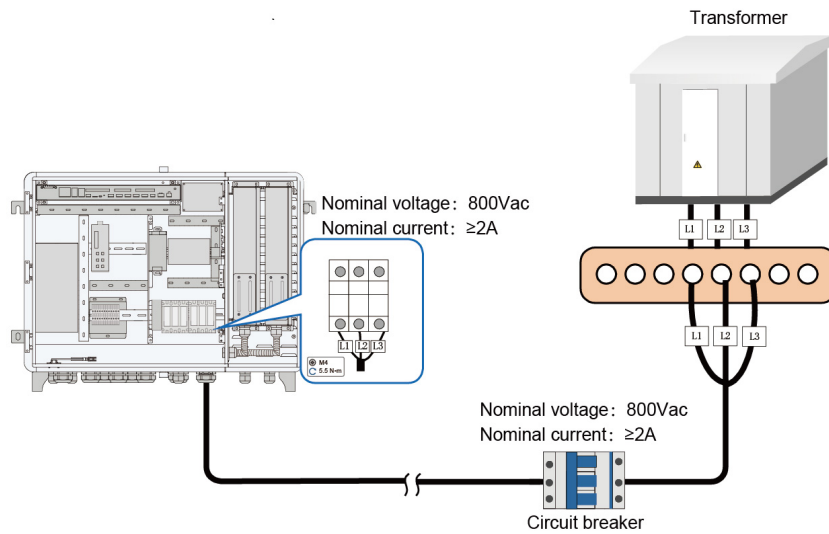 Transformer
Nominal voltage: 800Vac
Nominal current: ≥2A
L1 L2 L3
L1 L2 L3
M4
5.5 N·m
L1 L2 L3
Nominal voltage: 800Vac
Nominal current: ≥2A
Circuit breaker